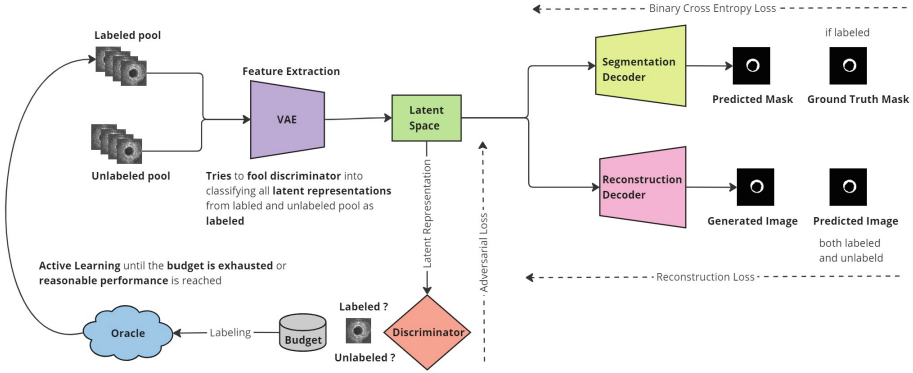 Binary Cross Entropy Loss
Labeled pool
if labeled
Feature Extraction
Segmentation
Decoder
VAE
Latent
Space
Predicted Mask
Ground Truth Mask
Unlabeled pool
Tries to fool discriminator into
classifying all latent representations
from labled and unlabeled pool as
labeled
Reconstruction
Decoder
Latent Representation
Adversarial Loss
Generated Image
Predicted Image
both labeled
and unlabeld
Active Learning until the budget is exhausted or
reasonable performance is reached
Reconstruction Loss
Labeled ?
Oracle
Labeling
Budget
Discriminator
Unlabeled ?